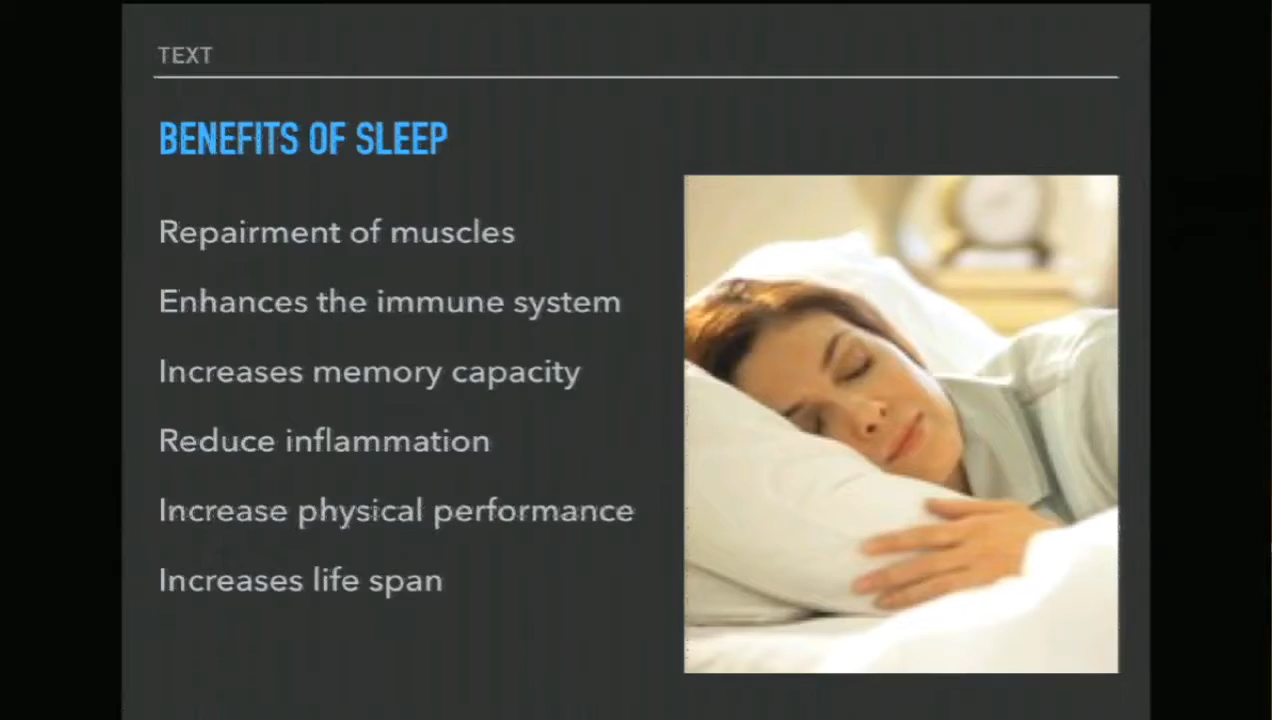 TEXT
BENEFITS OF SLEEP
Repairment of muscles
Enhances the immune system
Increases memory capacity
Reduce inflammation
Increase physical performance
Increases life span